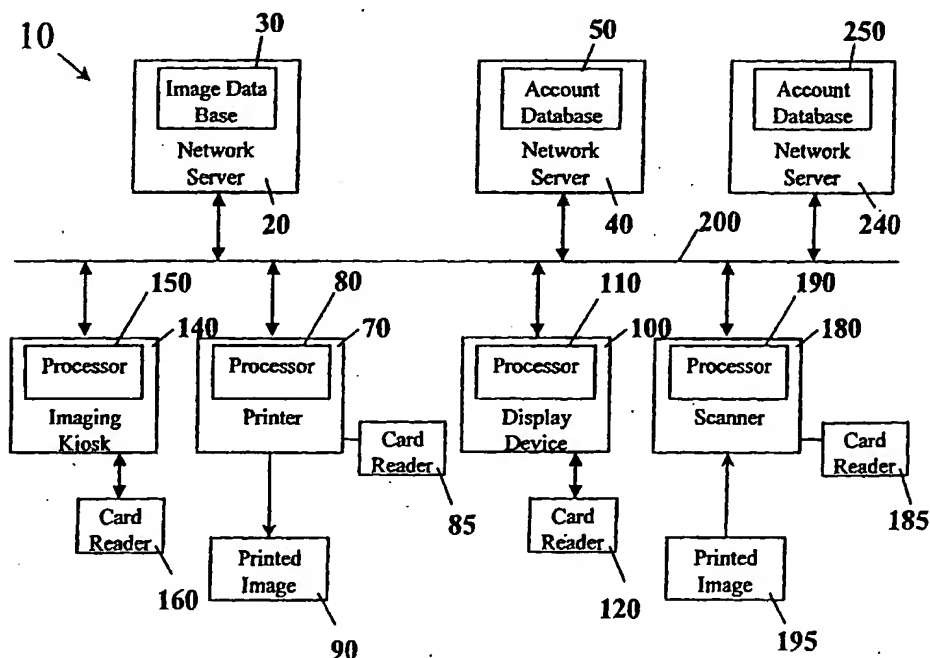 10
30
50
250
Image Data
Base
Account
Database
Account
Database
Network
Server
Network
Server
Network
Server
20
40
200
240
150
80
110
190
140
70
100
180
Processor
Processor
Processor
Processor
Imaging
Kiosk
Printer
Display
Device
Scanner
Card
Reader
Card
Reader
85
185
Card
Reader
Printed
Image
Card
Reader
Printed
Image
160
90
120
195